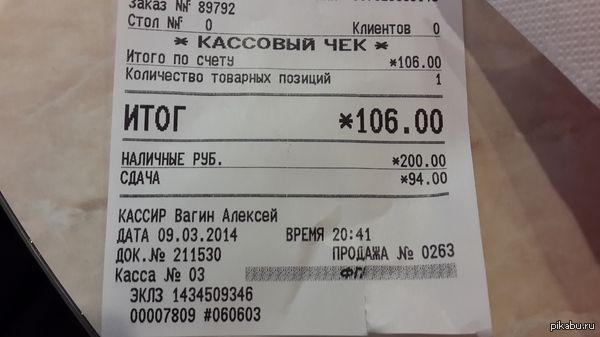 Заказ № 89792
Стол № 0 Клиентов 0
* КАССОВЫЙ ЧЕК *
Итого по счету *106.00
Количество товарных позиций 1
ИТОГ *106.00
НАЛИЧНЫЕ РУБ. *200.00
СДАЧА *94.00
КАССИР Вагин Алексей
ДАТА 09.03.2014 ВРЕМЯ 20:41
ДОК.№ 211530 ПРОДАЖА № 0263
Касса № 03 ФП
ЭКЛЗ 1434509346
00007809 #060603
pikabu.ru